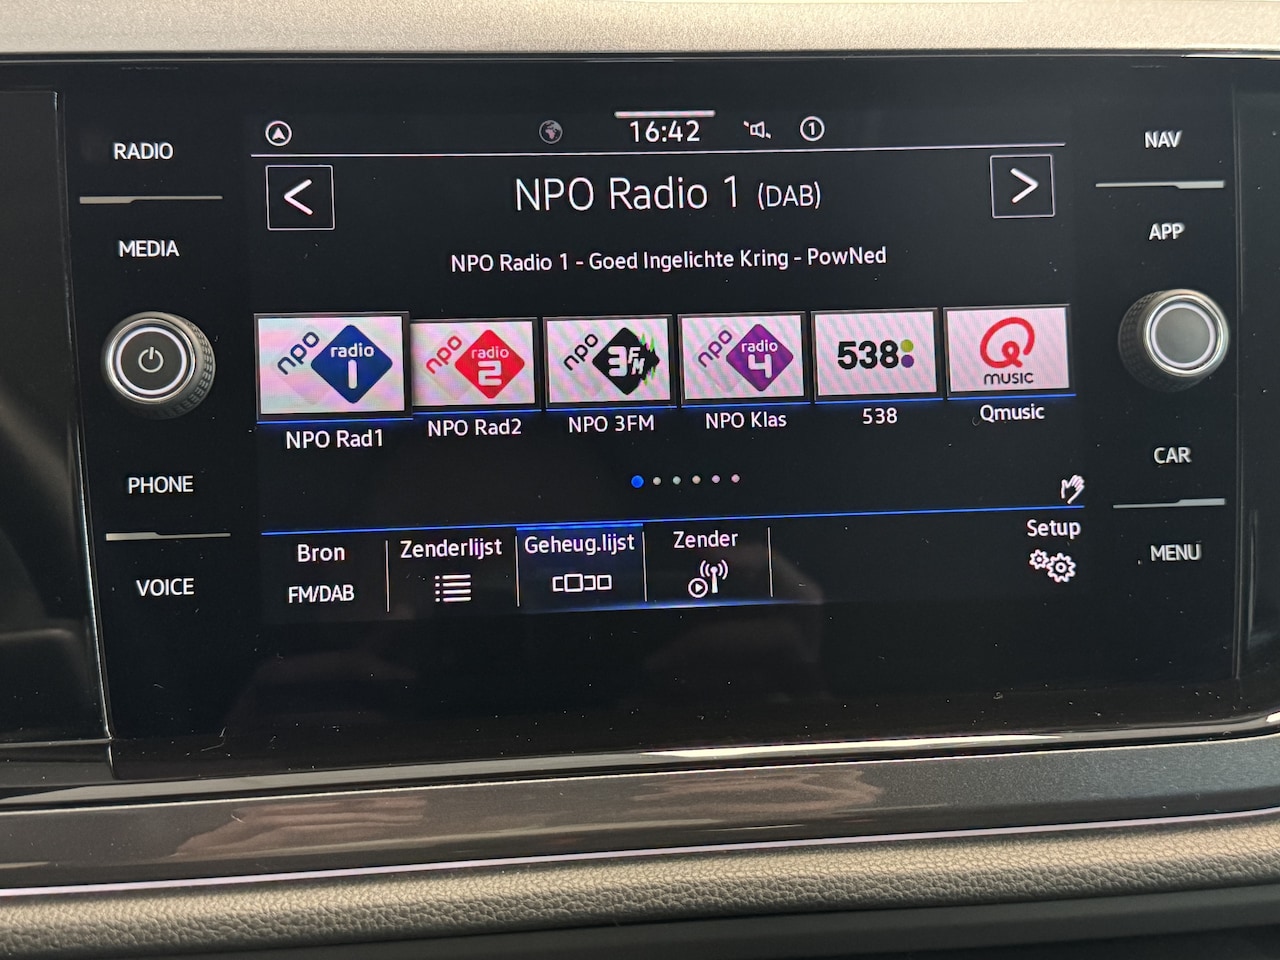 RADIO
MEDIA
PHONE
VOICE
16:42
1
NPO Radio 1 (DAB)
NPO Radio 1 - Goed Ingelichte Kring - PowNed
npo radio 1
npo radio 2
npo 3FM
npo radio 4
538
Q MUSIC
NPO Rad1
NPO Rad2
NPO 3FM
NPO Klas
538
Qmusic
Bron
FM/DAB
Zenderlijst
Geheug.lijst
Zender
Setup
NAV
APP
CAR
MENU